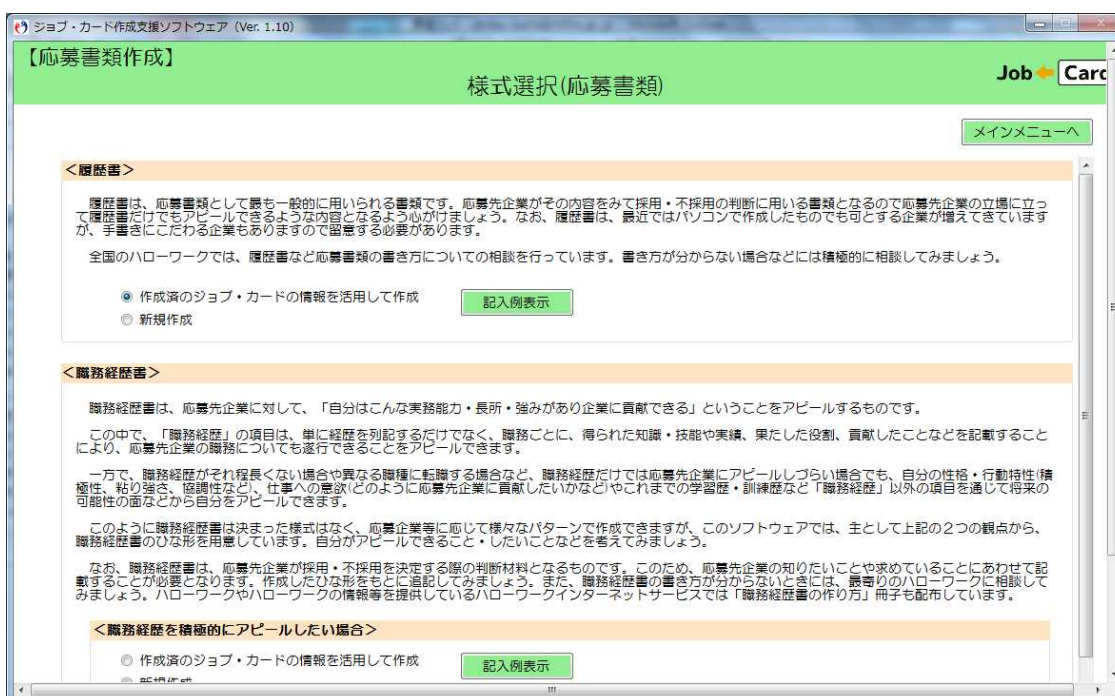 ジョブ・カード作成支援ソフトウェア (Ver. 1.10)
【応募書類作成】
様式選択(応募書類)
Job Card
メインメニューへ
＜履歴書＞
履歴書は、応募書類として最も一般的に用いられる書類です。応募先企業がその内容をみて採用・不採用の判断に用いる書類となるので応募先企業の立場に立っ
て履歴書だけでもアピールできるような内容となるよう心がけましょう。なお、履歴書は、最近ではパソコンで作成したものでも可とする企業が増えてきています
が、手書きにこだわる企業もありますので留意する必要があります。
全国のハローワークでは、履歴書など応募書類の書き方についての相談を行っています。書き方が分からない場合などには積極的に相談してみましょう。
作成済のジョブ・カードの情報を活用して作成
記入例表示
新規作成
＜職務経歴書＞
職務経歴書は、応募先企業に対して、「自分はこんな実務能力・長所・強みがあり企業に貢献できる」ということをアピールするものです。
この中で、「職務経歴」の項目は、単に経歴を列記するだけでなく、職務ごとに、得られた知識・技能や実績、果たした役割、貢献したことなどを記載すること
により、応募先企業の職務についても遂行できることをアピールできます。
一方で、職務経歴がそれ程長くない場合や異なる職種に転職する場合など、職務経歴だけでは応募先企業にアピールしづらい場合でも、自分の性格・行動特性(積
極性、粘り強さ、協調性など)、仕事への意欲(どのように応募先企業に貢献したいかなど)やこれまでの学習歴・訓練歴など「職務経歴」以外の項目を通じて将来の
可能性の面などから自分をアピールできます。
このように職務経歴書は決まった様式はなく、応募企業等に応じて様々なパターンで作成できますが、このソフトウェアでは、主として上記の２つの観点から、
職務経歴書のひな形を用意しています。自分がアピールできること・したいことなどを考えてみましょう。
なお、職務経歴書は、応募先企業が採用・不採用を決定する際の判断材料となるものです。このため、応募先企業の知りたいことや求めていることにあわせて記
載することが必要となります。作成したひな形をもとに追記してみましょう。また、職務経歴書の書き方が分からないときには、最寄りのハローワークに相談して
みましょう。ハローワークやハローワークの情報等を提供しているハローワークインターネットサービスでは「職務経歴書の作り方」冊子も配布しています。
＜職務経歴を積極的にアピールしたい場合＞
作成済のジョブ・カードの情報を活用して作成
記入例表示
新規作成